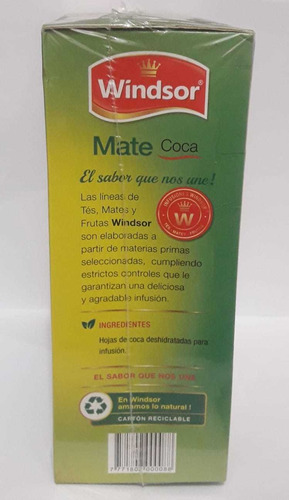 Windsor
Mate Coca
El sabor que nos une!
Las líneas de
Tés, Mates y
Frutas Windsor
son elaboradas a
partir de materias primas
seleccionadas, cumpliendo
estrictos controles que le
garantizan una deliciosa
y agradable infusión.
W
INGREDIENTES
Hojas de coca deshidratadas para
infusión.
EL SABOR QUE NOS UNE
En Windsor
amamos lo natural!
CARTÓN RECICLABLE